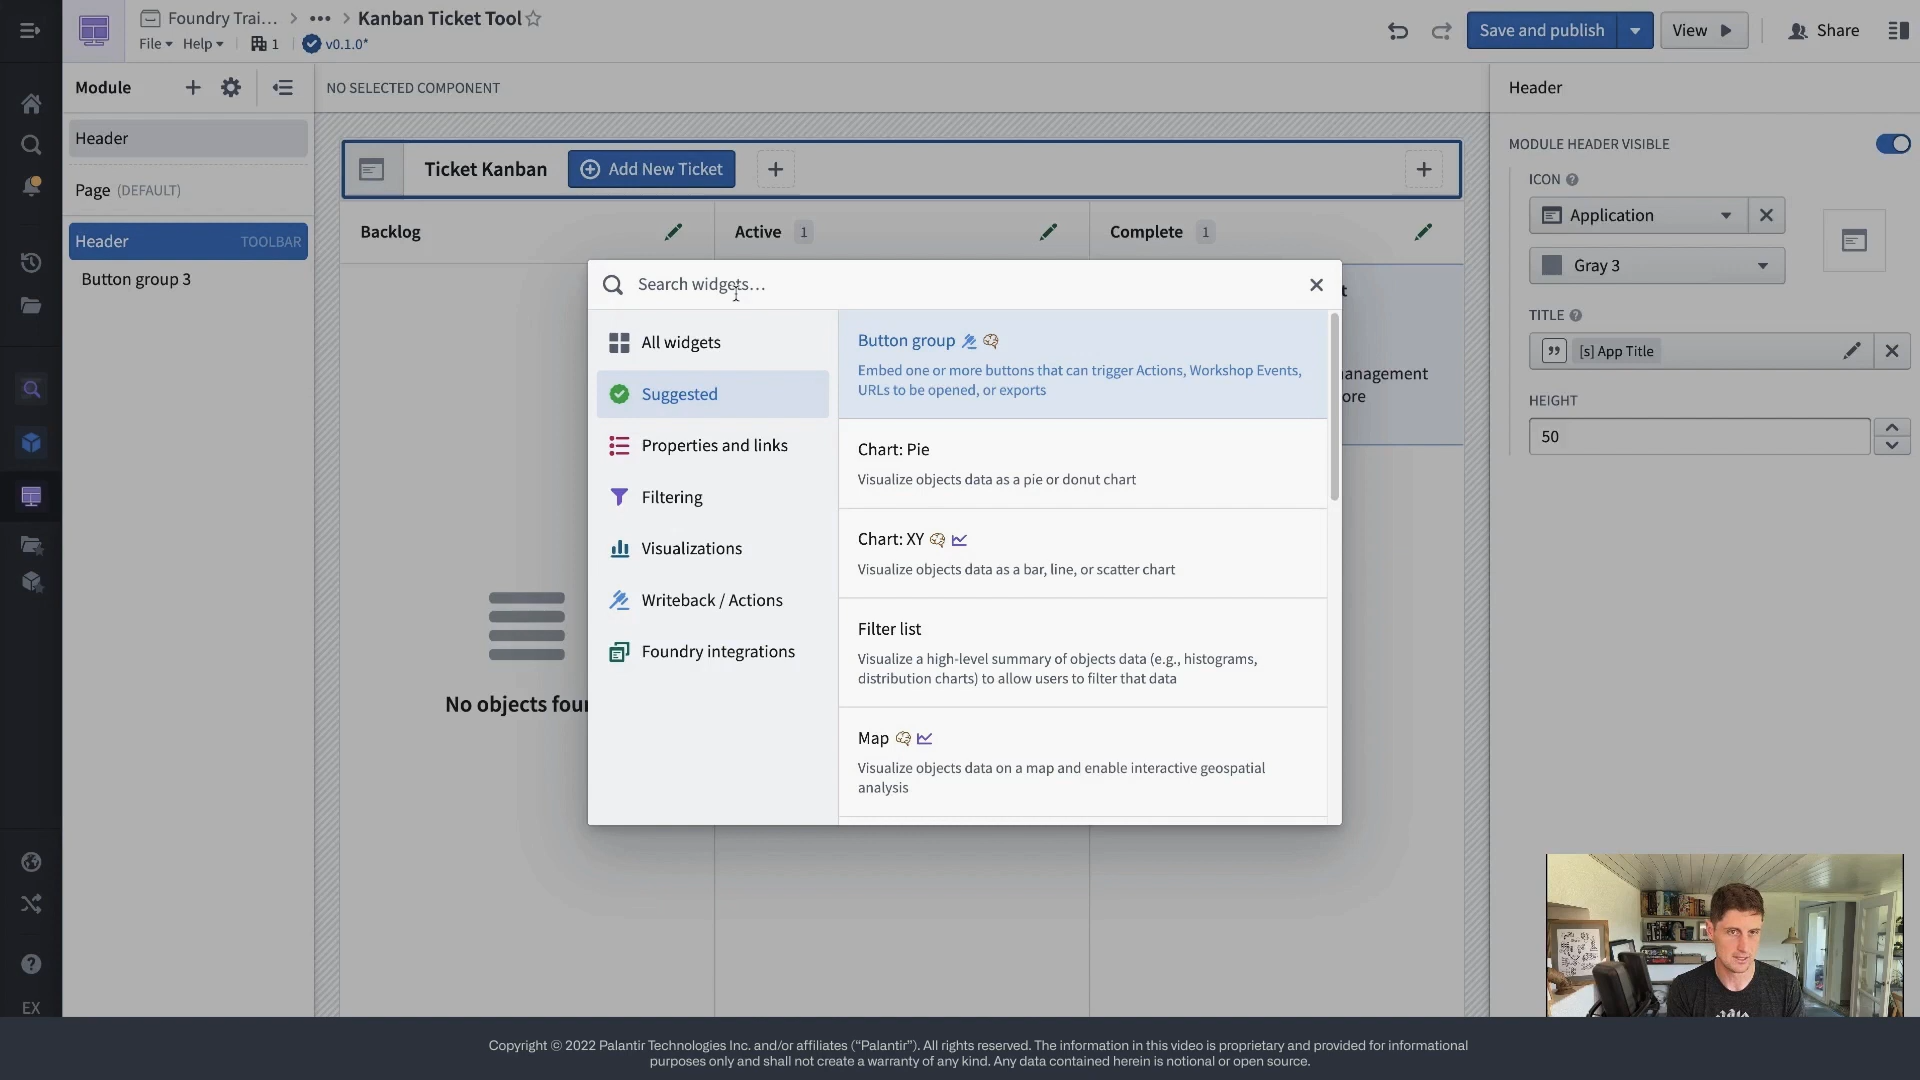 Foundry Trai... > ••• > Kanban Ticket Tool
File Help 1 v0.1.0*
Save and publish
View
Share
Module
NO SELECTED COMPONENT
Header
Header
Page (DEFAULT)
Header TOOLBAR
Button group 3
Ticket Kanban
Add New Ticket
Backlog
Active 1
Complete 1
No objects four
t
anagement
ore
Search widgets...
All widgets
Suggested
Properties and links
Filtering
Visualizations
Writeback / Actions
Foundry integrations
Button group
Embed one or more buttons that can trigger Actions, Workshop Events,
URLs to be opened, or exports
Chart: Pie
Visualize objects data as a pie or donut chart
Chart: XY
Visualize objects data as a bar, line, or scatter chart
Filter list
Visualize a high-level summary of objects data (e.g., histograms,
distribution charts) to allow users to filter that data
Map
Visualize objects data on a map and enable interactive geospatial
analysis
MODULE HEADER VISIBLE
ICON
Application
Gray 3
TITLE
[s] App Title
HEIGHT
50
EX
Copyright © 2022 Palantir Technologies Inc. and/or affiliates (“Palantir”). All rights reserved. The information in this video is proprietary and provided for informational
purposes only and shall not create a warranty of any kind. Any data contained herein is notional or open source.